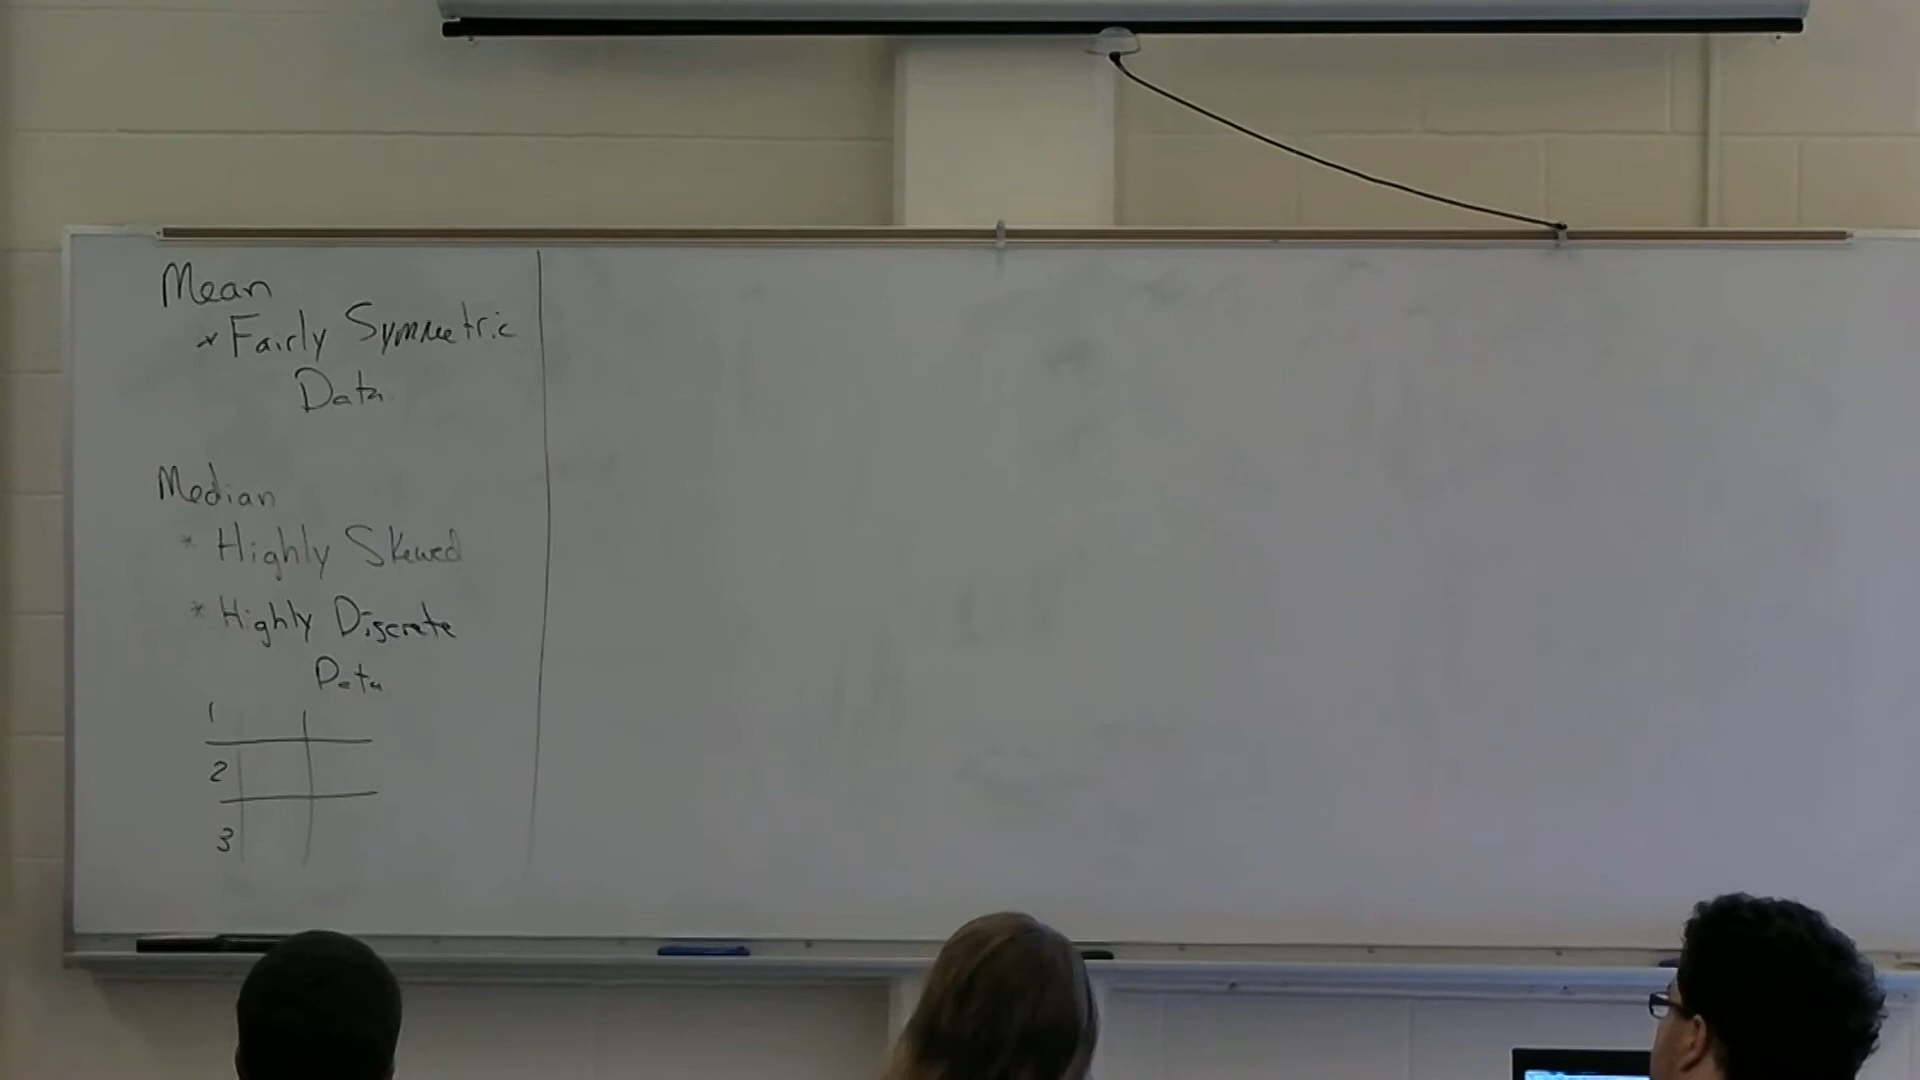 Mean
* Fairly Symmetric
Data
Median
* Highly Skewed
* Highly Discrete
Data
1
2
3